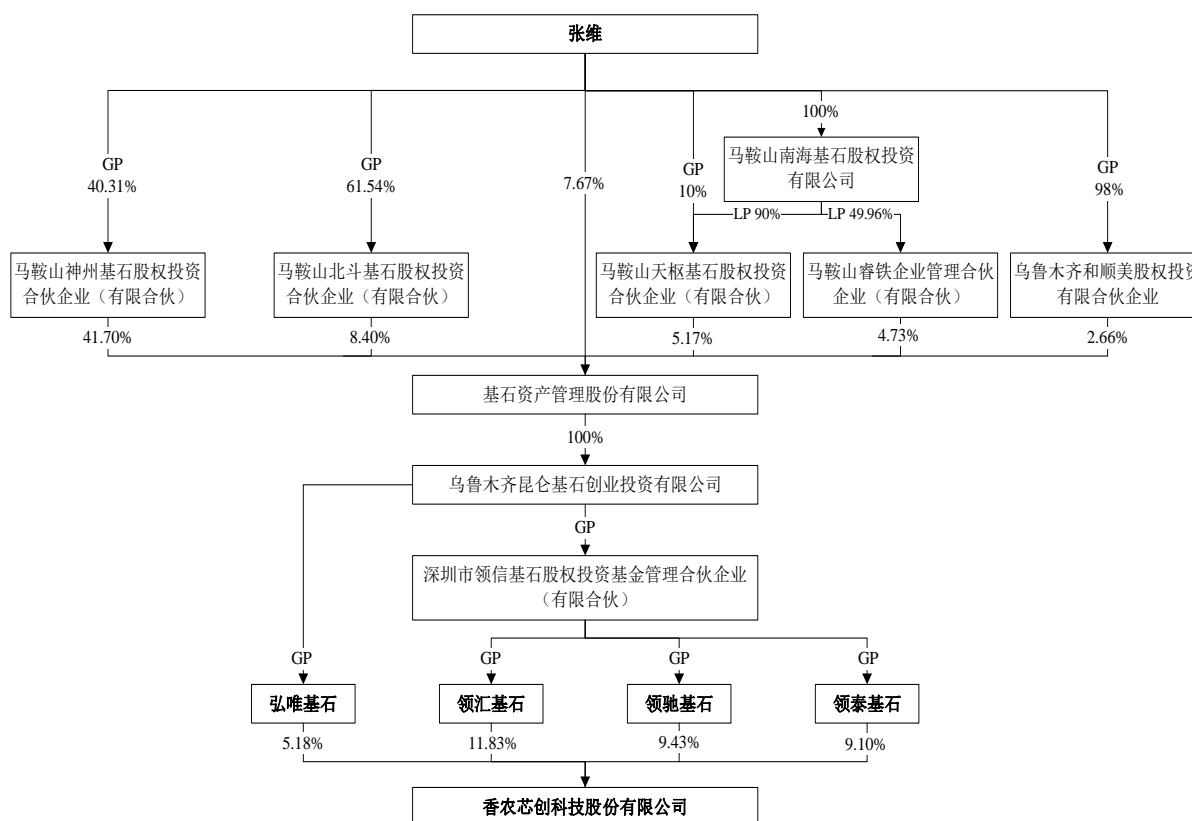 张维
100%
马鞍山南海基石股权投资
有限公司
GP
40.31%
GP
61.54%
7.67%
GP
10%
GP
98%
LP 90%
LP 49.96%
马鞍山神州基石股权投资
合伙企业（有限合伙）
马鞍山北斗基石股权投资
合伙企业（有限合伙）
马鞍山天枢基石股权投资
合伙企业（有限合伙）
马鞍山睿铁企业管理合伙
企业（有限合伙）
乌鲁木齐和顺美股权投资
有限合伙企业
41.70%
8.40%
5.17%
4.73%
2.66%
基石资产管理股份有限公司
100%
乌鲁木齐昆仑基石创业投资有限公司
GP
深圳市领信基石股权投资基金管理合伙企业
（有限合伙）
GP
GP
GP
GP
弘唯基石
领汇基石
领驰基石
领泰基石
5.18%
11.83%
9.43%
9.10%
香农芯创科技股份有限公司